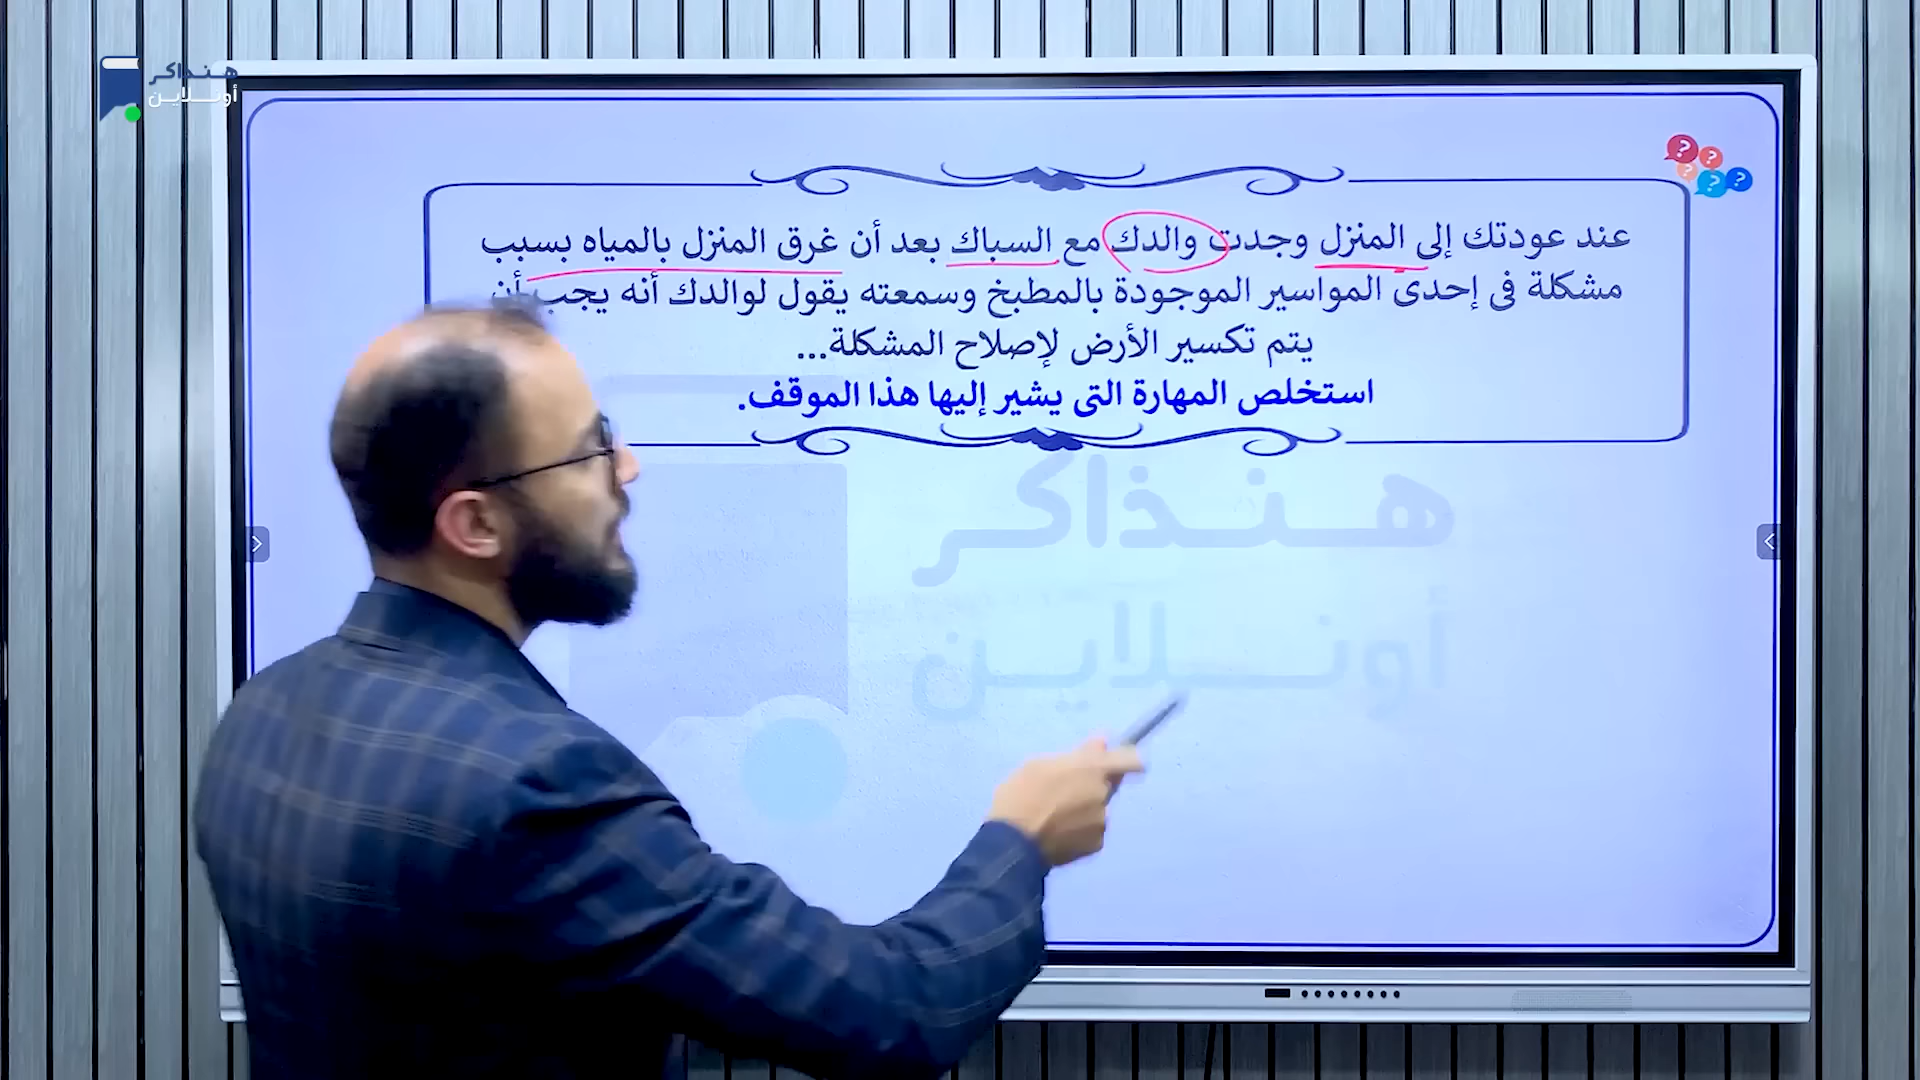 هنذاكر
أونلاين
عند عودتك إلى المنزل وجدت والدك مع السباك بعد أن غرق المنزل بالمياه بسبب
مشكلة فى إحدى المواسير الموجودة بالمطبخ وسمعته يقول لوالدك أنه يجب أن
يتم تكسير الأرض لإصلاح المشكلة...
استخلص المهارة التى يشير إليها هذا الموقف.
هنذاكر
أونلاين